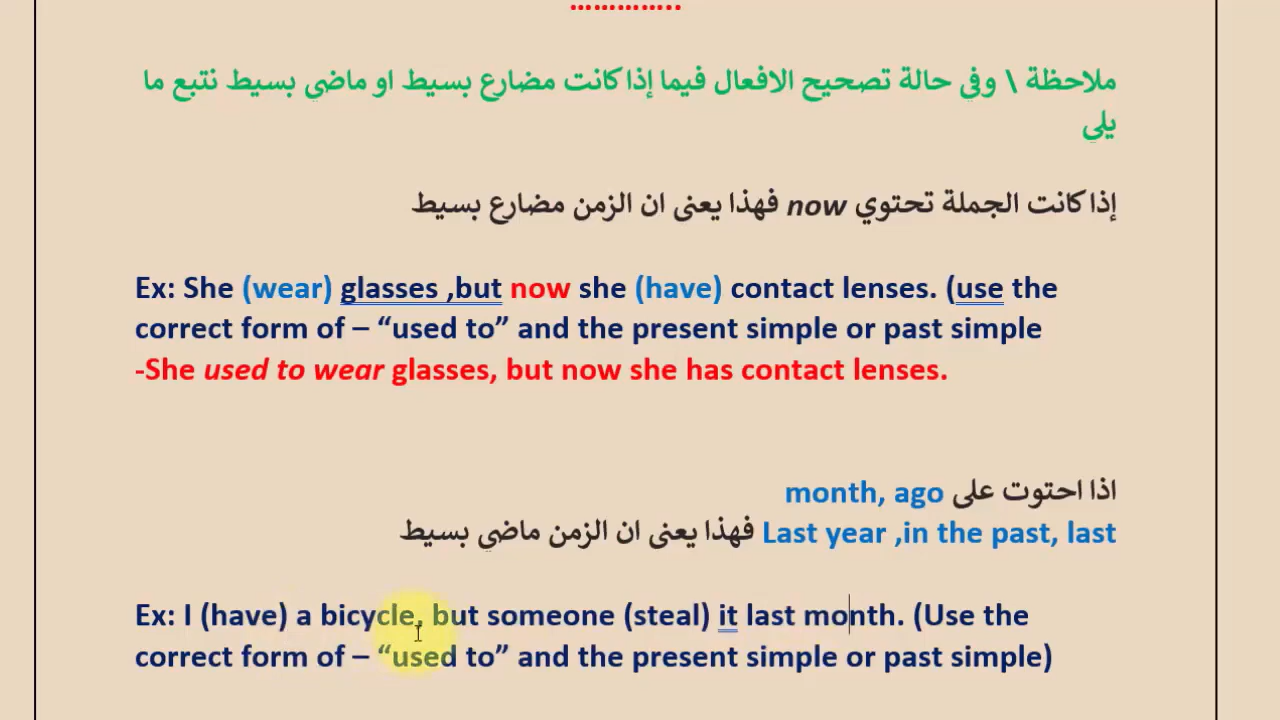 …………..
ملاحظة \ وفي حالة تصحيح الافعال فيما إذا كانت مضارع بسيط او ماضي بسيط نتبع ما
يلي
إذا كانت الجملة تحتوي now فهذا يعني ان الزمن مضارع بسيط
Ex: She (wear) glasses ,but now she (have) contact lenses. (use the
correct form of – “used to” and the present simple or past simple
-She used to wear glasses, but now she has contact lenses.
اذا احتوت على month, ago
Last year ,in the past, last فهذا يعني ان الزمن ماضي بسيط
Ex: I (have) a bicycle, but someone (steal) it last month. (Use the
correct form of – “used to” and the present simple or past simple)